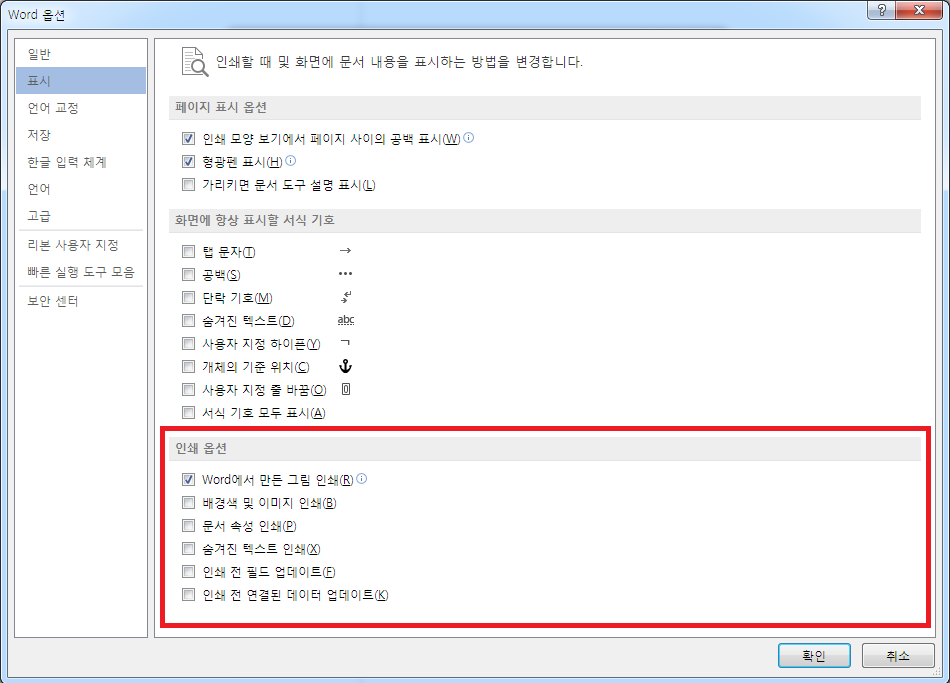 Word 옵션
일반
표시
언어 교정
저장
한글 입력 체계
언어
고급
리본 사용자 지정
빠른 실행 도구 모음
보안 센터
인쇄할 때 및 화면에 문서 내용을 표시하는 방법을 변경합니다.
페이지 표시 옵션
인쇄 모양 보기에서 페이지 사이의 공백 표시(W)
형광펜 표시(H)
가리키면 문서 도구 설명 표시(L)
화면에 항상 표시할 서식 기호
탭 문자(T) →
공백(S) •••
단락 기호(M)
숨겨진 텍스트(D) abc
사용자 지정 하이픈(Y) ¬
개체의 기준 위치(C)
사용자 지정 줄 바꿈(O)
서식 기호 모두 표시(A)
인쇄 옵션
Word에서 만든 그림 인쇄(R)
배경색 및 이미지 인쇄(B)
문서 속성 인쇄(P)
숨겨진 텍스트 인쇄(X)
인쇄 전 필드 업데이트(F)
인쇄 전 연결된 데이터 업데이트(K)
확인
취소